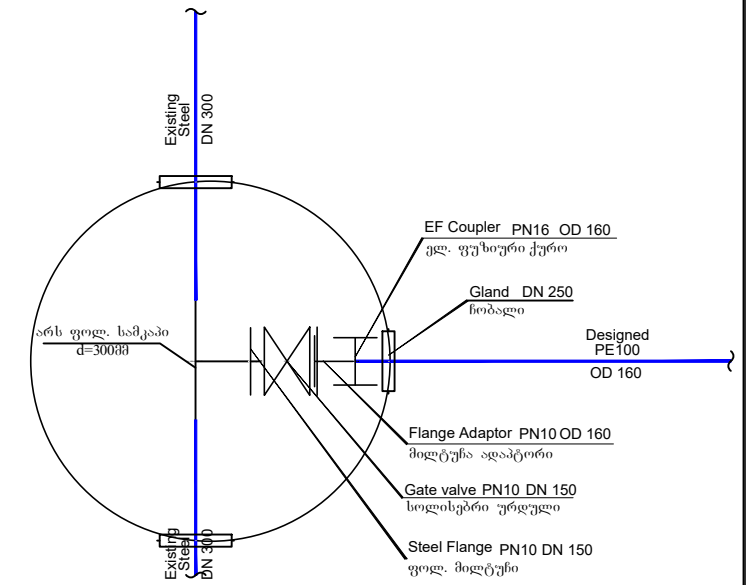 Existing
Steel
DN 300
EF Coupler PN16 OD 160
ელ. ფუზიური ქურო
Gland DN 250
ჩობალი
არს ფოლ. სამკაპი
d=300მმ
Designed
PE100
OD 160
Flange Adaptor PN10 OD 160
მილტუჩა ადაპტორი
Gate valve PN10 DN 150
სოლისებრი ურდული
Steel Flange PN10 DN 150
ფოლ. მილტუჩი
Existing
Steel
DN 300